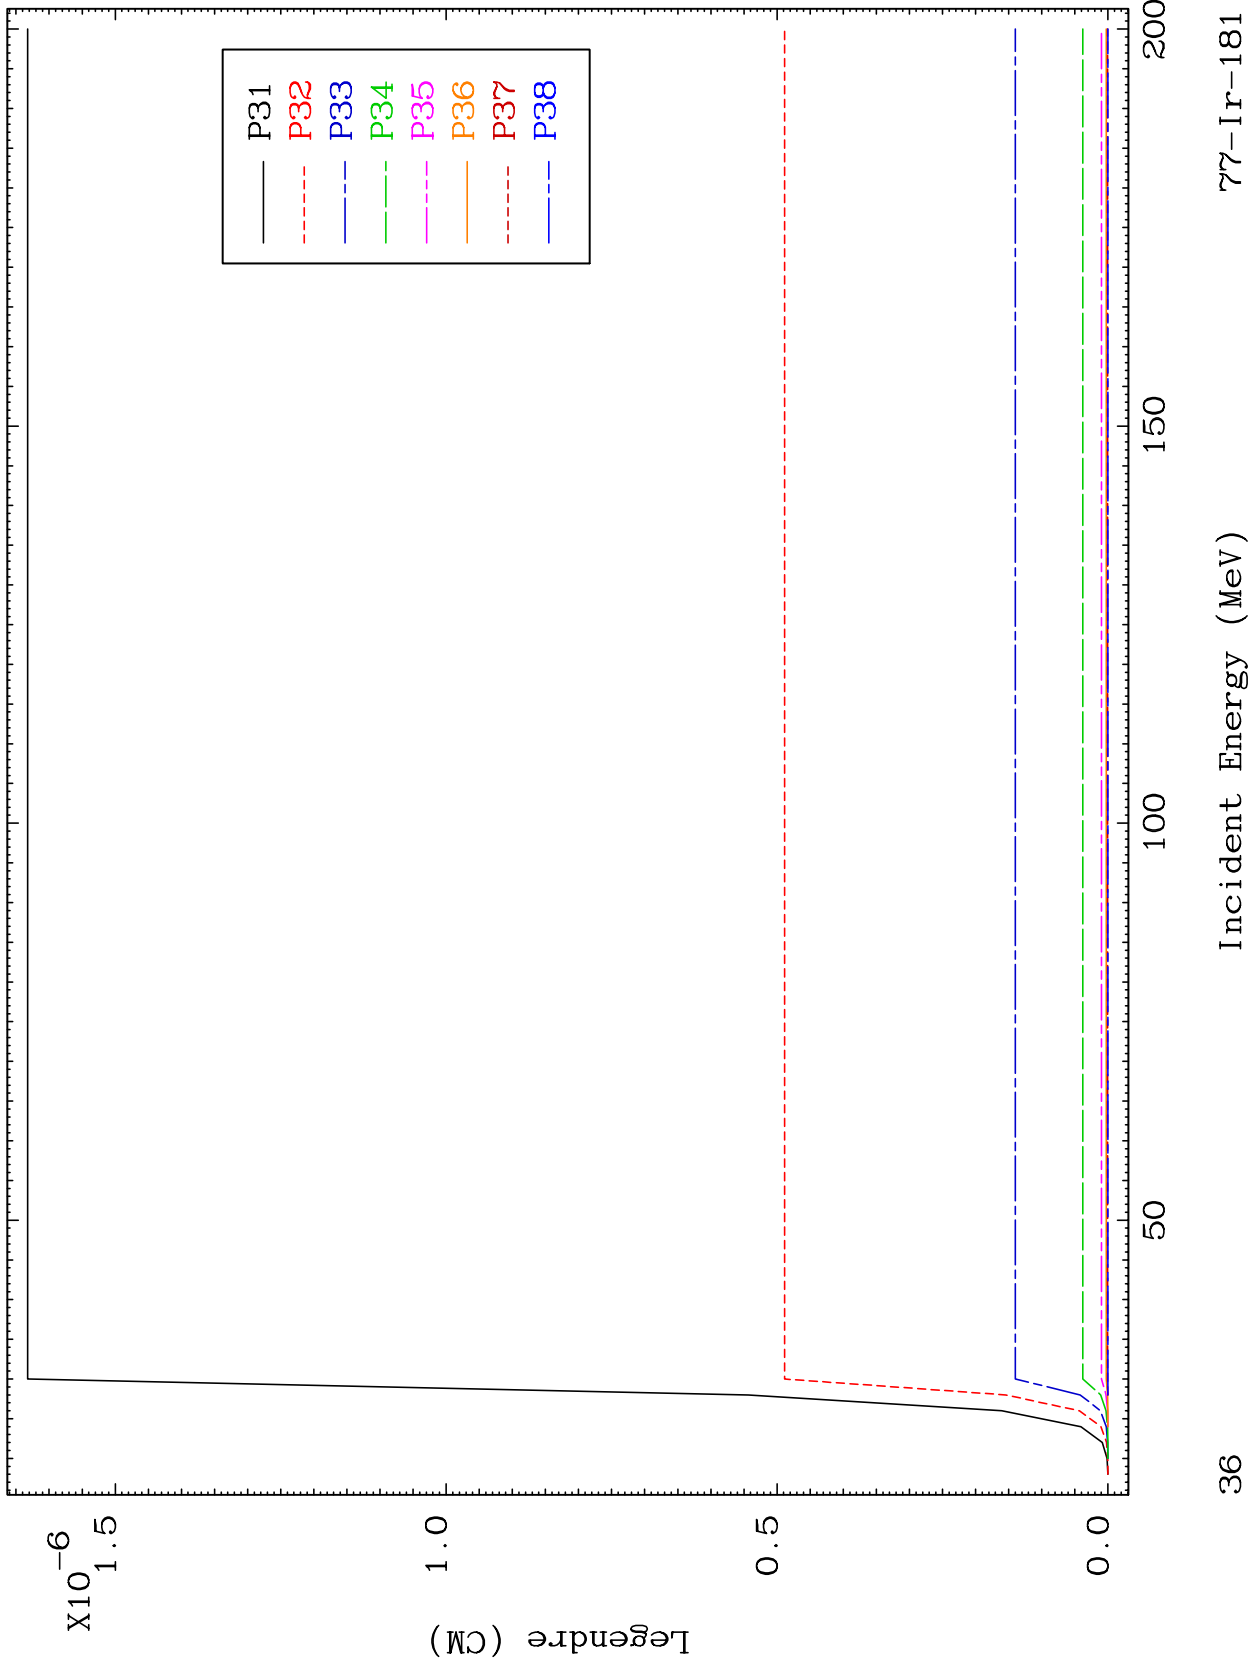 X10-6
1.5
1.0
0.5
0.0
Legendre (CM)
P31
P32
P33
P34
P35
P36
P37
P38
50
100
150
200
36
Incident Energy (MeV)
77-Ir-181